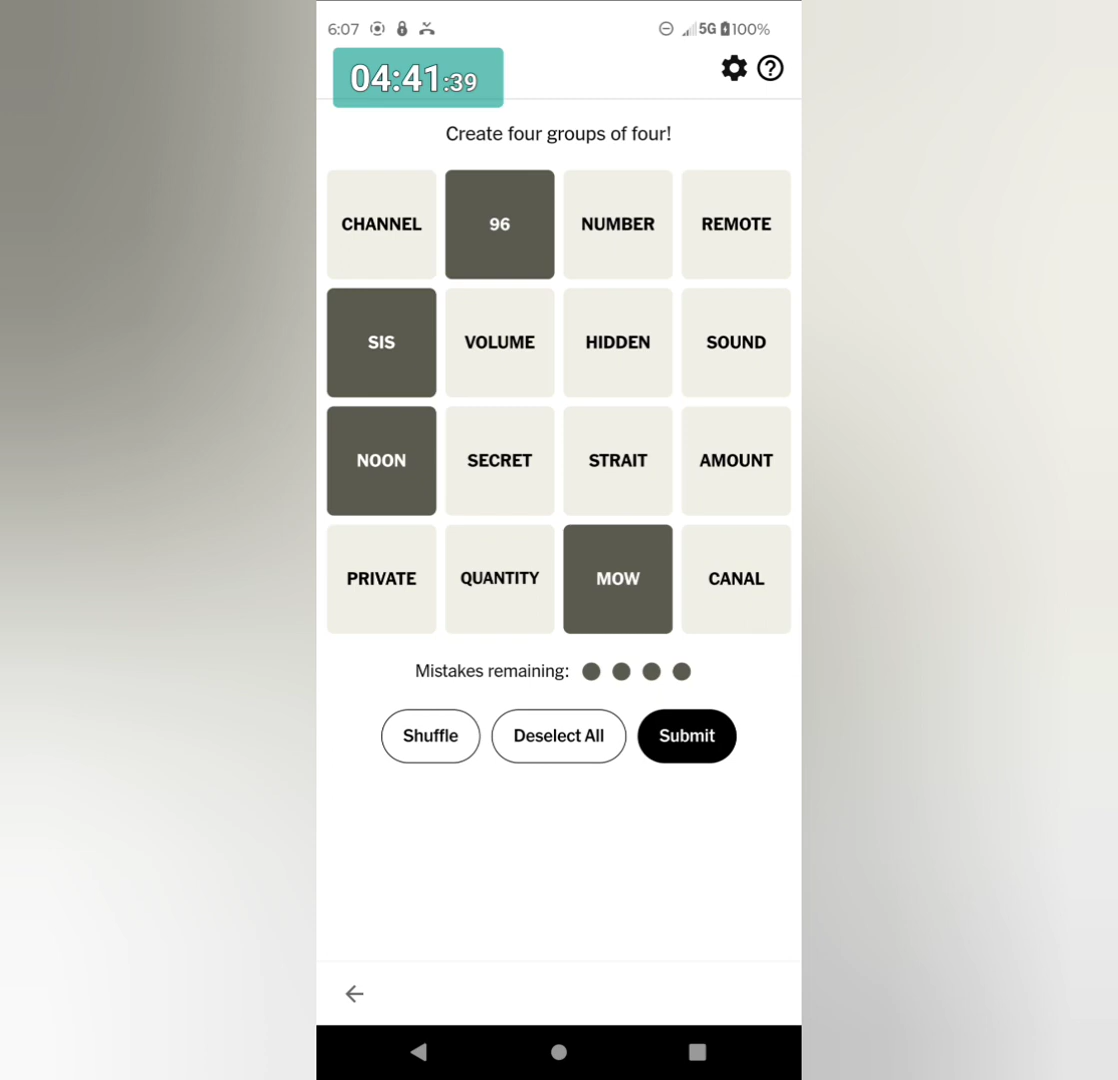 6:07 5G 100%
04:41:39
Create four groups of four!
CHANNEL 96 NUMBER REMOTE
SIS VOLUME HIDDEN SOUND
NOON SECRET STRAIT AMOUNT
PRIVATE QUANTITY MOW CANAL
Mistakes remaining:
Shuffle Deselect All Submit